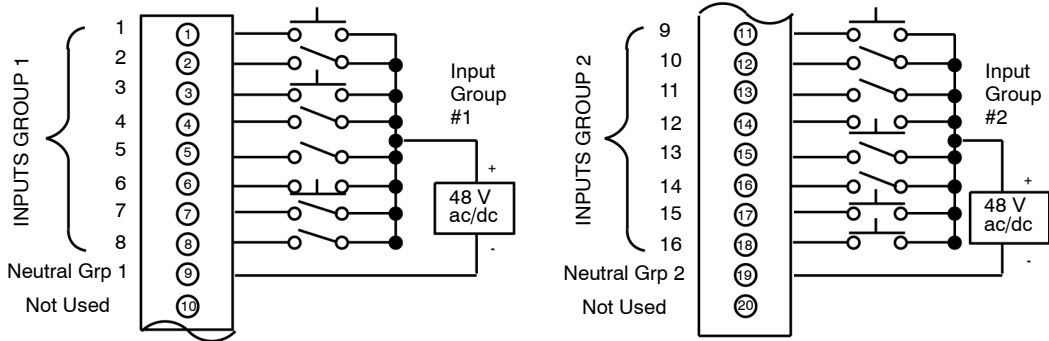 INPUTS GROUP 1
1 1
2 2
3 3
4 4
5 5
6 6
7 7
8 8
Neutral Grp 1 9
Not Used 10
Input
Group
#1
+
48 V
ac/dc
-
INPUTS GROUP 2
9 11
10 12
11 13
12 14
13 15
14 16
15 17
16 18
Neutral Grp 2 19
Not Used 20
Input
Group
#2
+
48 V
ac/dc
-